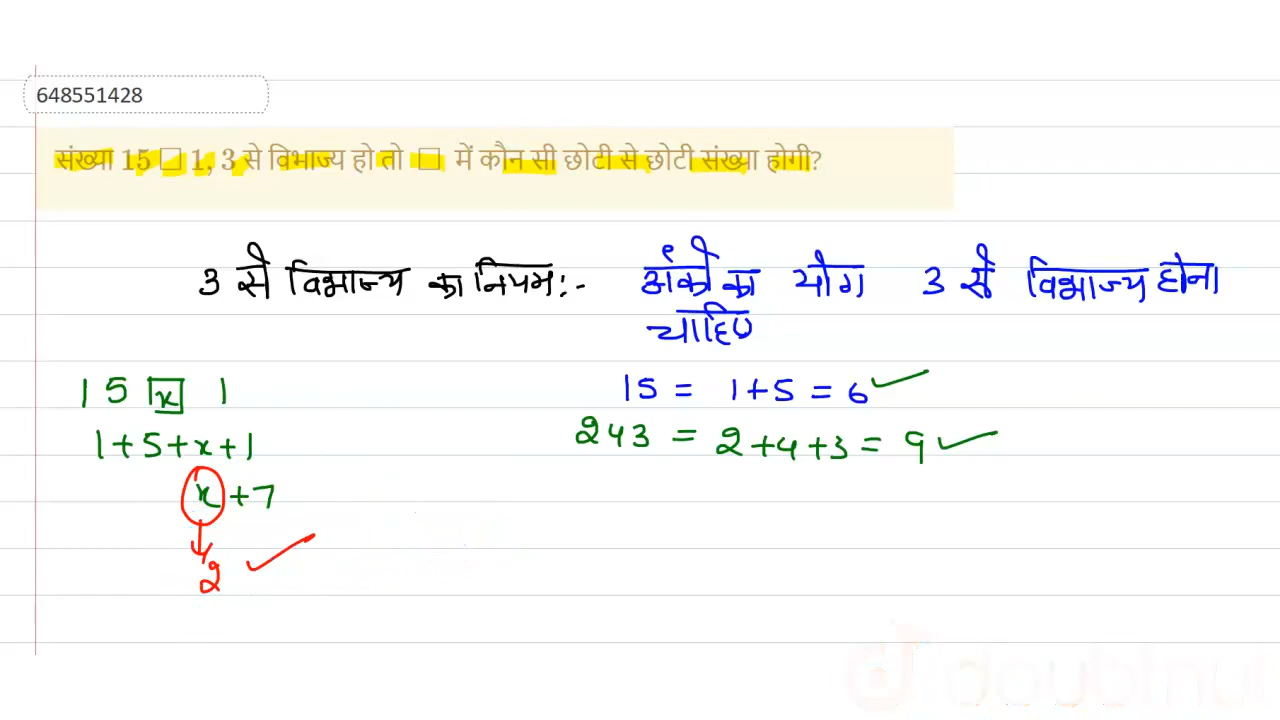 648551428
संख्या 15 □ 1, 3 से विभाज्य हो तो □ में कौन सी छोटी से छोटी संख्या होगी?
3 से विभाज्य का नियम:- अंको का योग 3 से विभाज्य होना
चाहिए
15 x 1
15 = 1+5 = 6 ✓
1+5+x+1
243 = 2+4+3 = 9 ✓
x+7
2 ✓
doubtnut